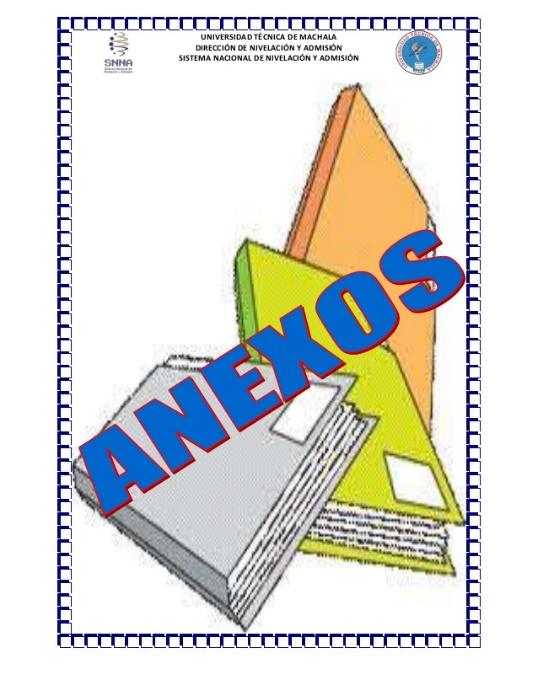 UNIVERSIDAD TÉCNICA DE MACHALA
DIRECCIÓN DE NIVELACIÓN Y ADMISIÓN
SISTEMA NACIONAL DE NIVELACIÓN Y ADMISIÓN
SNNA
ANEXOS